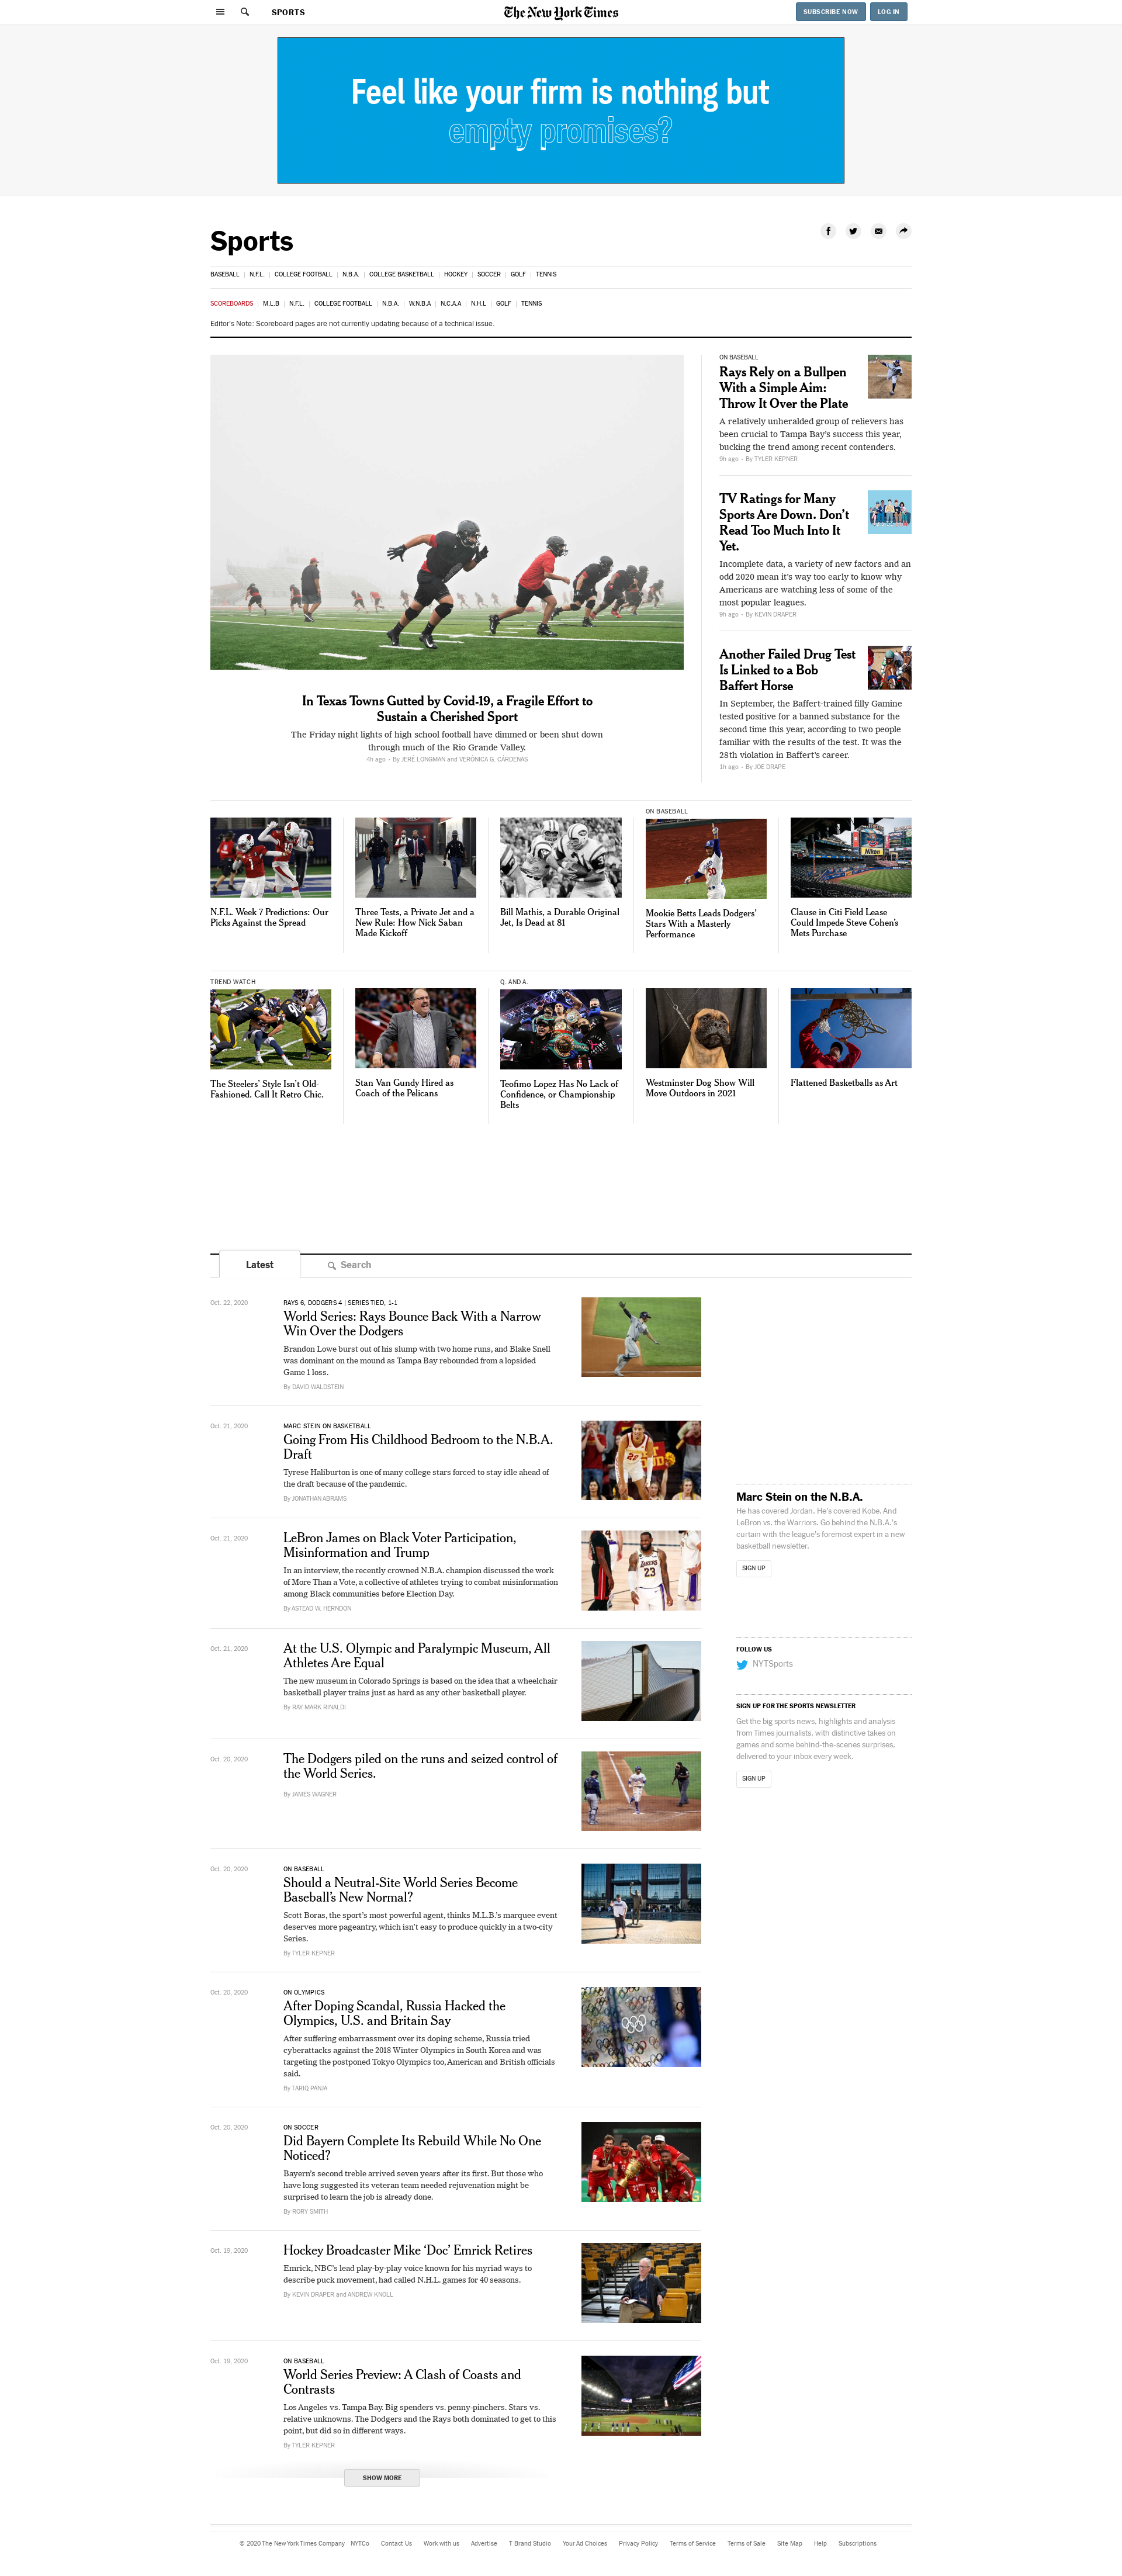 SPORTS
The New York Times
SUBSCRIBE NOW
LOG IN
Feel like your firm is nothing but
empty promises?
Sports
BASEBALL
N.F.L.
COLLEGE FOOTBALL
N.B.A.
COLLEGE BASKETBALL
HOCKEY
SOCCER
GOLF
TENNIS
SCOREBOARDS
M.L.B
N.F.L.
COLLEGE FOOTBALL
N.B.A.
W.N.B.A
N.C.A.A
N.H.L
GOLF
TENNIS
Editor's Note: Scoreboard pages are not currently updating because of a technical issue.
In Texas Towns Gutted by Covid-19, a Fragile Effort to
Sustain a Cherished Sport
The Friday night lights of high school football have dimmed or been shut down
through much of the Rio Grande Valley.
4h ago - By JERÉ LONGMAN and VERÓNICA G. CÁRDENAS
ON BASEBALL
Rays Rely on a Bullpen
With a Simple Aim:
Throw It Over the Plate
A relatively unheralded group of relievers has
been crucial to Tampa Bay's success this year,
bucking the trend among recent contenders.
9h ago - By TYLER KEPNER
TV Ratings for Many
Sports Are Down. Don't
Read Too Much Into It
Yet.
Incomplete data, a variety of new factors and an
odd 2020 mean it's way too early to know why
Americans are watching less of some of the
most popular leagues.
9h ago - By KEVIN DRAPER
Another Failed Drug Test
Is Linked to a Bob
Baffert Horse
In September, the Baffert-trained filly Gamine
tested positive for a banned substance for the
second time this year, according to two people
familiar with the results of the test. It was the
28th violation in Baffert's career.
1h ago - By JOE DRAPE
N.F.L. Week 7 Predictions: Our
Picks Against the Spread
Three Tests, a Private Jet and a
New Rule: How Nick Saban
Made Kickoff
Bill Mathis, a Durable Original
Jet, Is Dead at 81
ON BASEBALL
Mookie Betts Leads Dodgers'
Stars With a Masterly
Performance
Clause in Citi Field Lease
Could Impede Steve Cohen's
Mets Purchase
TREND WATCH
The Steelers' Style Isn't Old-
Fashioned. Call It Retro Chic.
Stan Van Gundy Hired as
Coach of the Pelicans
Q. AND A.
Teofimo Lopez Has No Lack of
Confidence, or Championship
Belts
Westminster Dog Show Will
Move Outdoors in 2021
Flattened Basketballs as Art
Latest
Search
Oct. 22, 2020
RAYS 6, DODGERS 4 | SERIES TIED, 1-1
World Series: Rays Bounce Back With a Narrow
Win Over the Dodgers
Brandon Lowe burst out of his slump with two home runs, and Blake Snell
was dominant on the mound as Tampa Bay rebounded from a lopsided
Game 1 loss.
By DAVID WALDSTEIN
Oct. 21, 2020
MARC STEIN ON BASKETBALL
Going From His Childhood Bedroom to the N.B.A.
Draft
Tyrese Haliburton is one of many college stars forced to stay idle ahead of
the draft because of the pandemic.
By JONATHAN ABRAMS
Oct. 21, 2020
LeBron James on Black Voter Participation,
Misinformation and Trump
In an interview, the recently crowned N.B.A. champion discussed the work
of More Than a Vote, a collective of athletes trying to combat misinformation
among Black communities before Election Day.
By ASTEAD W. HERNDON
Oct. 21, 2020
At the U.S. Olympic and Paralympic Museum, All
Athletes Are Equal
The new museum in Colorado Springs is based on the idea that a wheelchair
basketball player trains just as hard as any other basketball player.
By RAY MARK RINALDI
Oct. 20, 2020
The Dodgers piled on the runs and seized control of
the World Series.
By JAMES WAGNER
Oct. 20, 2020
ON BASEBALL
Should a Neutral-Site World Series Become
Baseball's New Normal?
Scott Boras, the sport's most powerful agent, thinks M.L.B.'s marquee event
deserves more pageantry, which isn't easy to produce quickly in a two-city
Series.
By TYLER KEPNER
Oct. 20, 2020
ON OLYMPICS
After Doping Scandal, Russia Hacked the
Olympics, U.S. and Britain Say
After suffering embarrassment over its doping scheme, Russia tried
cyberattacks against the 2018 Winter Olympics in South Korea and was
targeting the postponed Tokyo Olympics too, American and British officials
said.
By TARIQ PANJA
Oct. 20, 2020
ON SOCCER
Did Bayern Complete Its Rebuild While No One
Noticed?
Bayern's second treble arrived seven years after its first. But those who
have long suggested its veteran team needed rejuvenation might be
surprised to learn the job is already done.
By RORY SMITH
Oct. 19, 2020
Hockey Broadcaster Mike 'Doc' Emrick Retires
Emrick, NBC's lead play-by-play voice known for his myriad ways to
describe puck movement, had called N.H.L. games for 40 seasons.
By KEVIN DRAPER and ANDREW KNOLL
Oct. 19, 2020
ON BASEBALL
World Series Preview: A Clash of Coasts and
Contrasts
Los Angeles vs. Tampa Bay. Big spenders vs. penny-pinchers. Stars vs.
relative unknowns. The Dodgers and the Rays both dominated to get to this
point, but did so in different ways.
By TYLER KEPNER
SHOW MORE
Marc Stein on the N.B.A.
He has covered Jordan. He's covered Kobe. And
LeBron vs. the Warriors. Go behind the N.B.A.'s
curtain with the league's foremost expert in a new
basketball newsletter.
SIGN UP
FOLLOW US
NYTSports
SIGN UP FOR THE SPORTS NEWSLETTER
Get the big sports news, highlights and analysis
from Times journalists, with distinctive takes on
games and some behind-the-scenes surprises,
delivered to your inbox every week.
SIGN UP
© 2020 The New York Times Company
NYTCo
Contact Us
Work with us
Advertise
T Brand Studio
Your Ad Choices
Privacy Policy
Terms of Service
Terms of Sale
Site Map
Help
Subscriptions